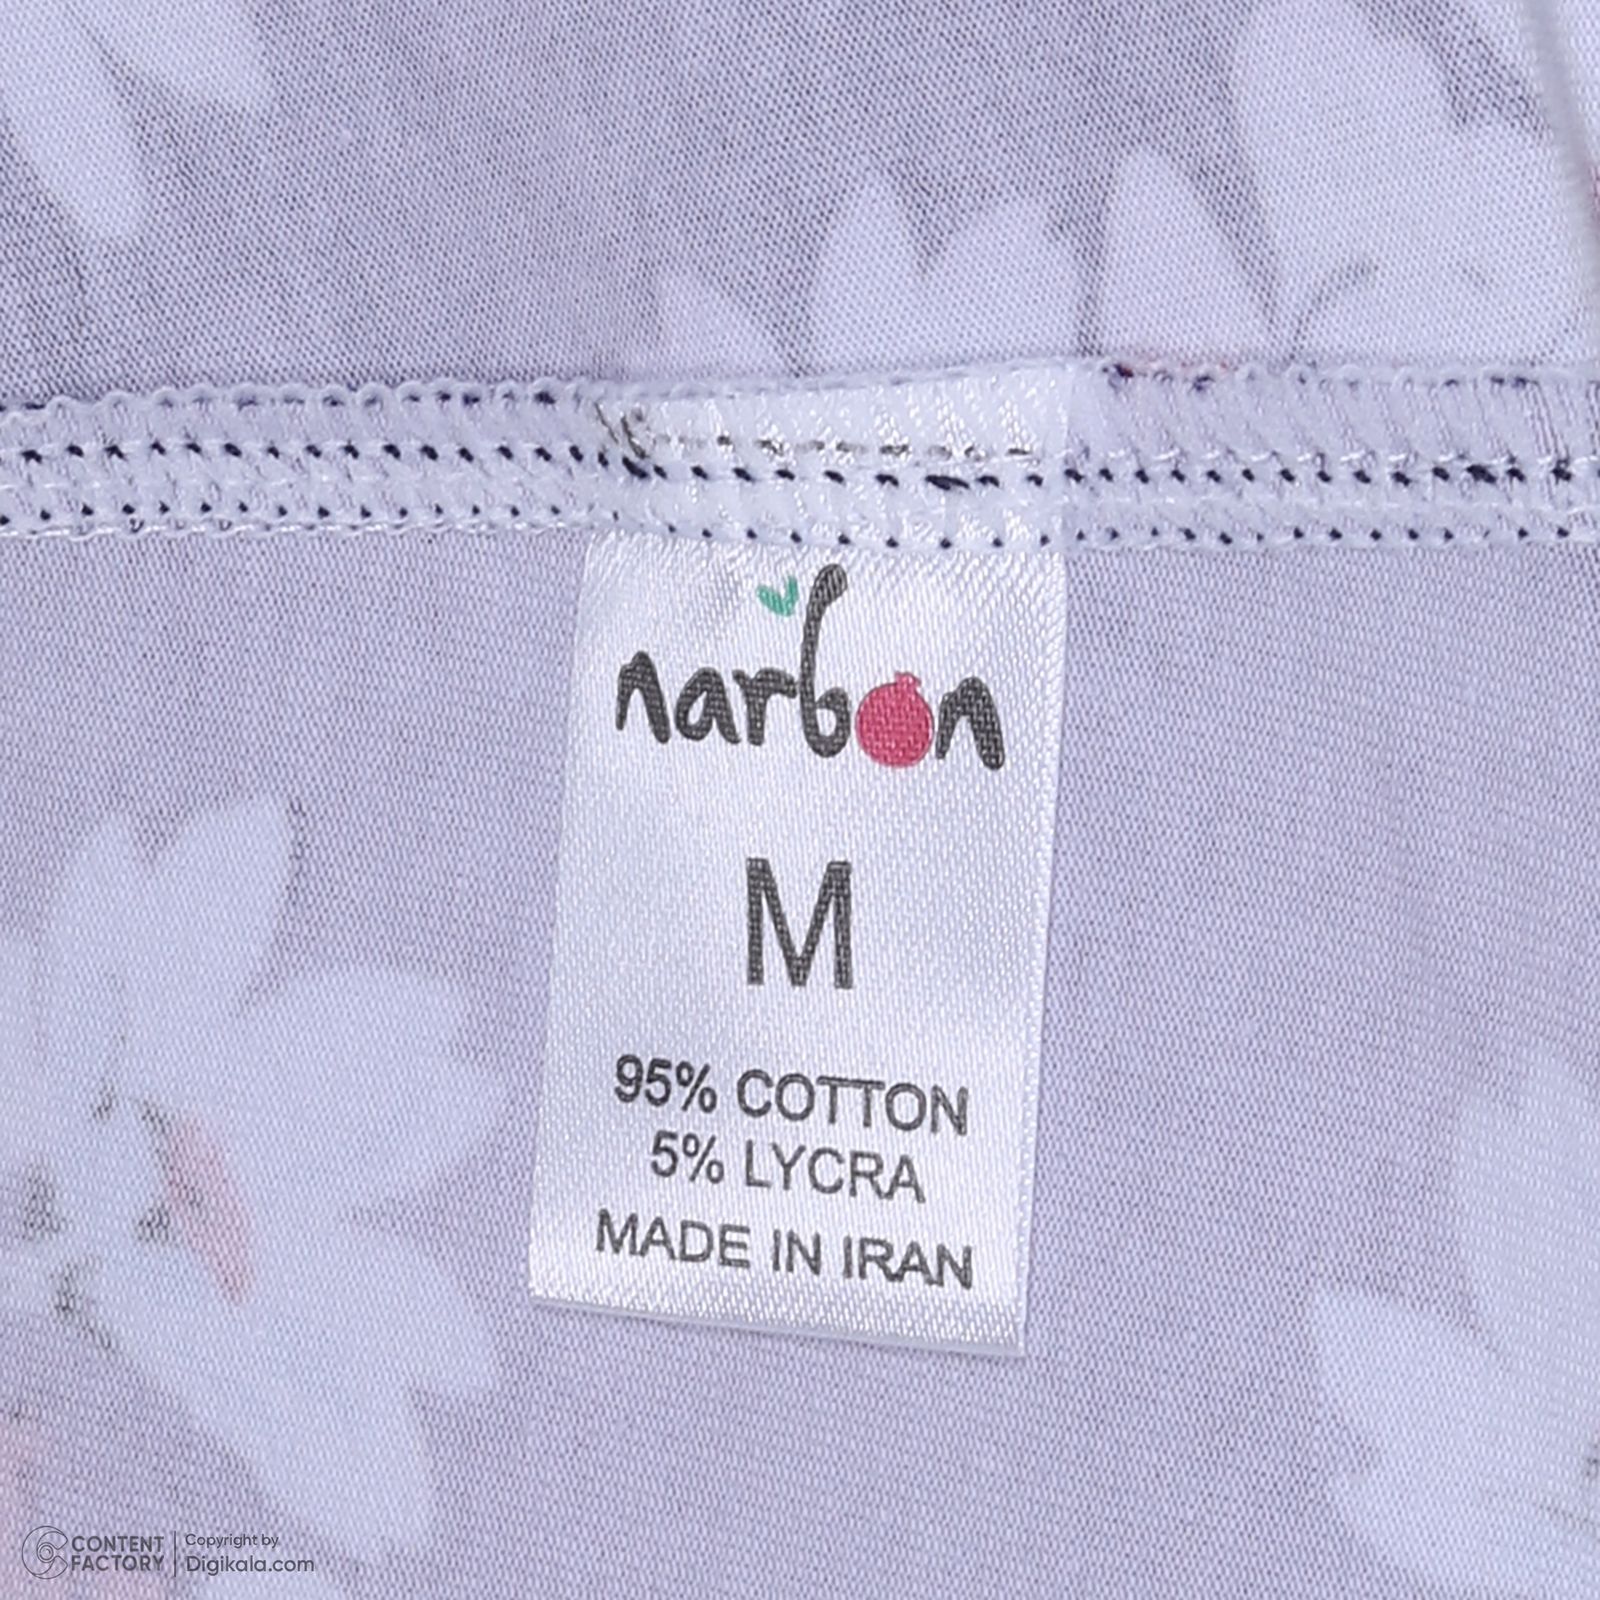 narbon
M
95% COTTON
5% LYCRA
MADE IN IRAN
CONTENT
FACTORY
Copyright by
Digikala.com